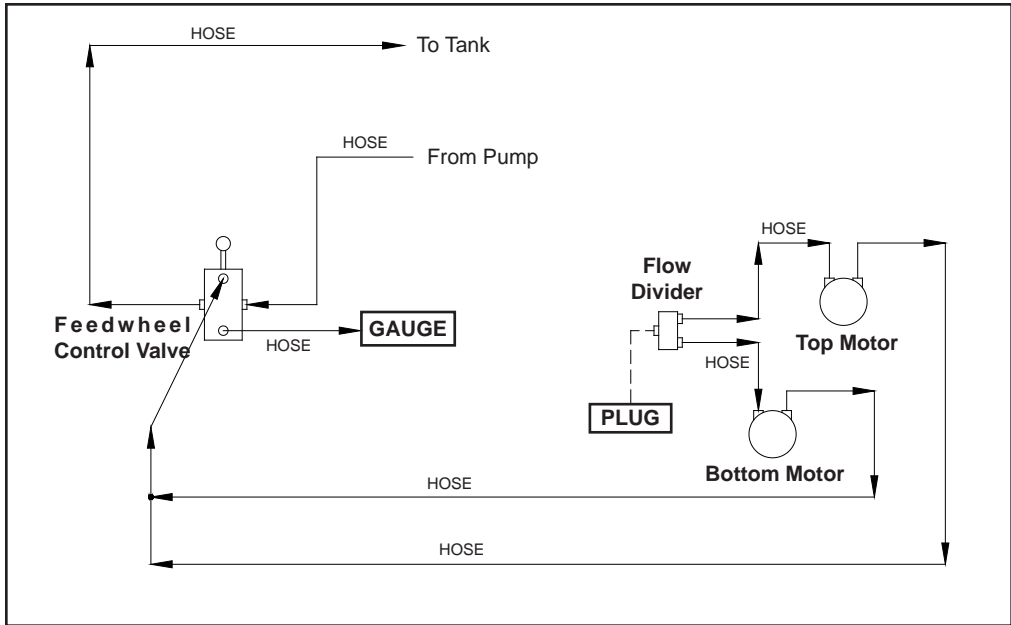 HOSE
To Tank
HOSE
From Pump
HOSE
Flow
Divider
Feedwheel
Control Valve
HOSE
GAUGE
Top Motor
HOSE
PLUG
Bottom Motor
HOSE
HOSE